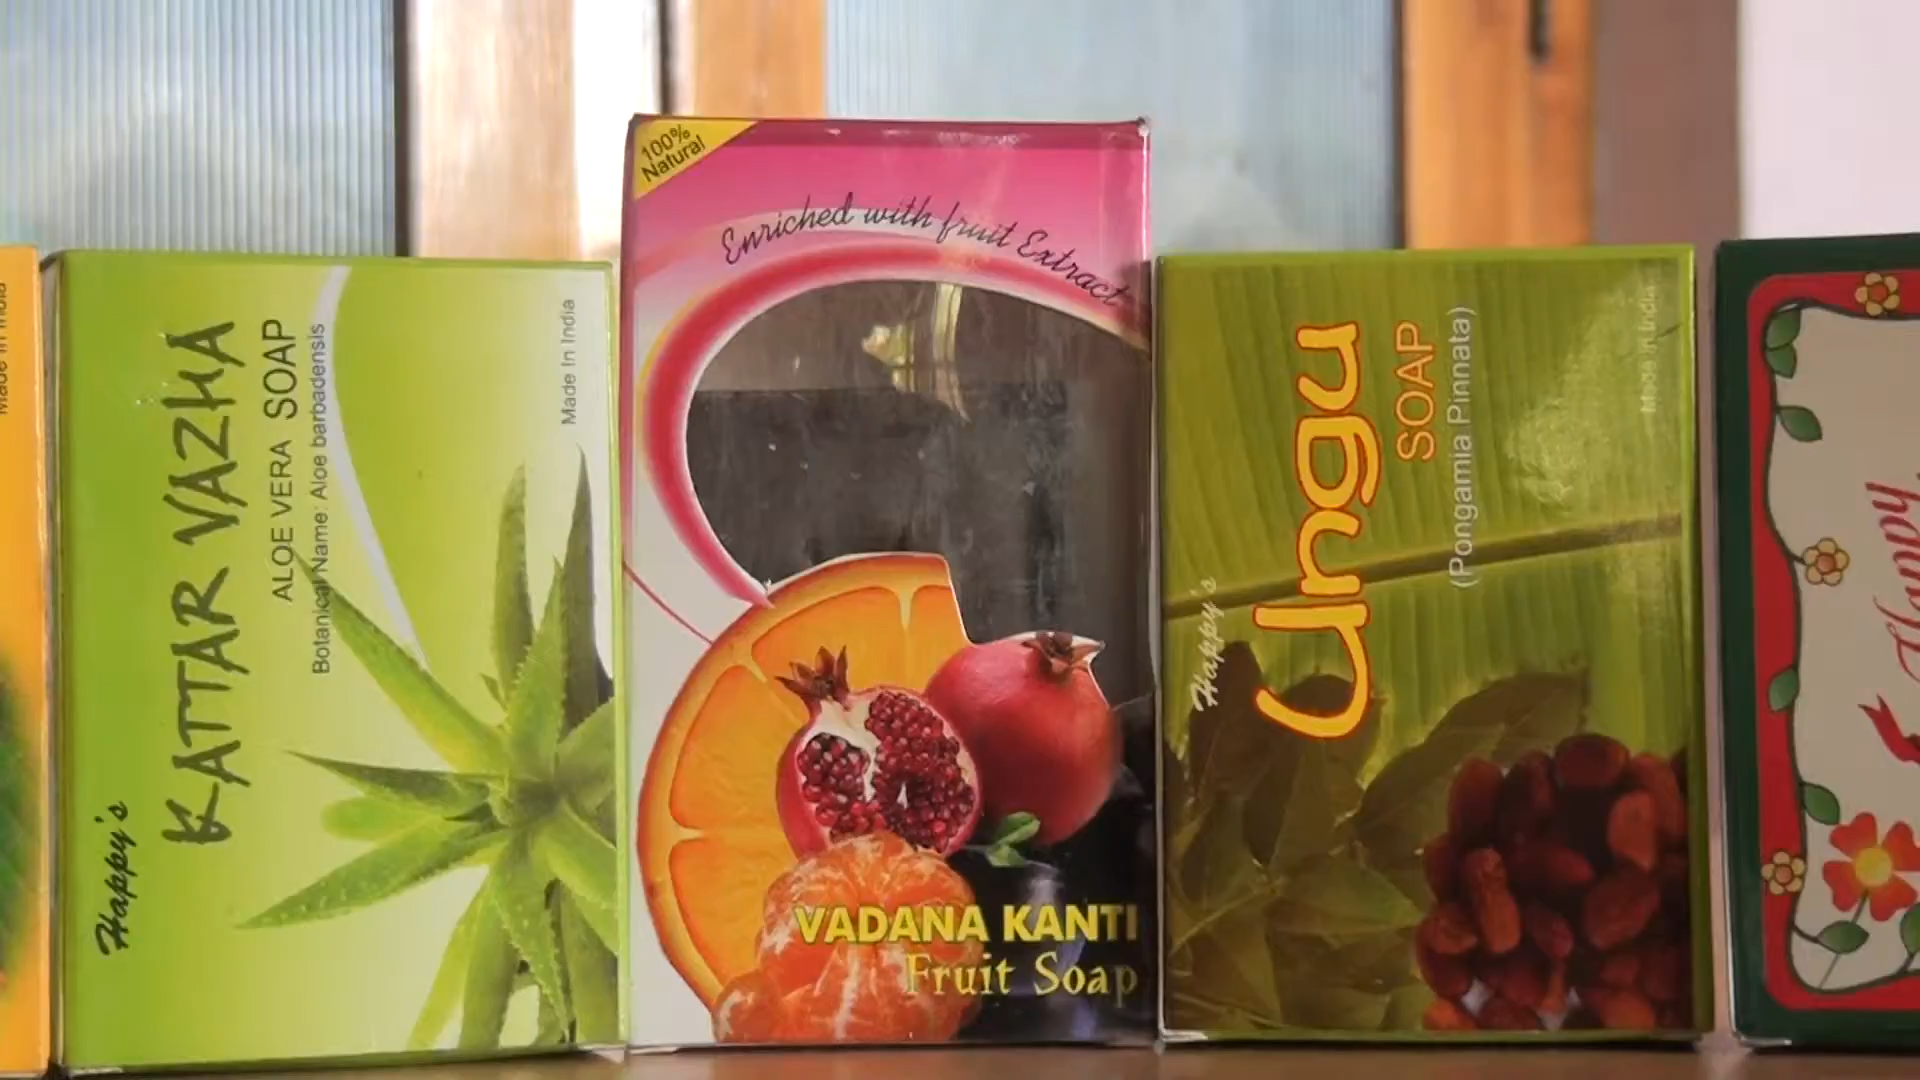 Made in India
Happy's
KATTAR VAZHA
ALOE VERA SOAP
Botanical Name: Aloe barbadensis
Made In India
100%
Natural
Enriched with fruit Extract
VADANA KANTI
Fruit Soap
Happy's
Ungu
SOAP
(Pongamia Pinnata)
Made In India
Happy